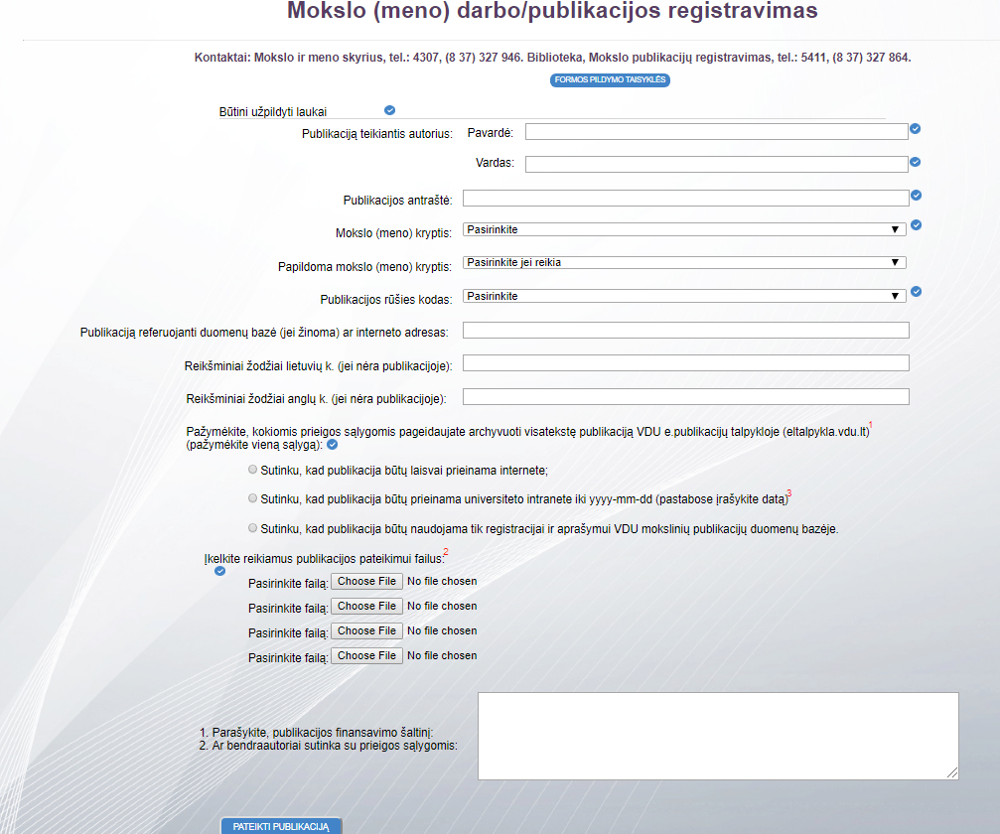 Mokslo (meno) darbo/publikacijos registravimas
Kontaktai: Mokslo ir meno skyrius, tel.: 4307, (8 37) 327 946. Biblioteka, Mokslo publikacijų registravimas, tel.: 5411, (8 37) 327 864.
FORMOS PILDYMO TAISYKLĖS
Būtini užpildyti laukai
Publikaciją teikiantis autorius: Pavardė:
Vardas:
Publikacijos antraštė:
Mokslo (meno) kryptis: Pasirinkite
Papildoma mokslo (meno) kryptis: Pasirinkite jei reikia
Publikacijos rūšies kodas: Pasirinkite
Publikaciją referuojanti duomenų bazė (jei žinoma) ar interneto adresas:
Reikšminiai žodžiai lietuvių k. (jei nėra publikacijoje):
Reikšminiai žodžiai anglų k. (jei nėra publikacijoje):
Pažymėkite, kokiomis prieigos sąlygomis pageidaujate archyvuoti visatekstę publikaciją VDU e.publikacijų talpykloje (eltalpykla.vdu.lt)1
(pažymėkite vieną sąlygą):
Sutinku, kad publikacija būtų laisvai prieinama internete;
Sutinku, kad publikacija būtų prieinama universiteto intranete iki yyyy-mm-dd (pastabose įrašykite datą)3
Sutinku, kad publikacija būtų naudojama tik registracijai ir aprašymui VDU mokslinių publikacijų duomenų bazėje.
Įkelkite reikiamus publikacijos pateikimui failus:2
Pasirinkite failą: Choose File No file chosen
Pasirinkite failą: Choose File No file chosen
Pasirinkite failą: Choose File No file chosen
Pasirinkite failą: Choose File No file chosen
1. Parašykite, publikacijos finansavimo šaltinį:
2. Ar bendraautoriai sutinka su prieigos sąlygomis:
PATEIKTI PUBLIKACIJĄ